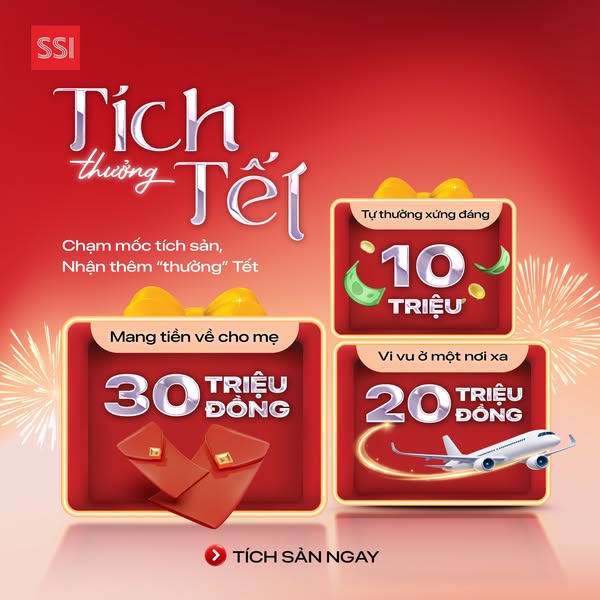 SSI
Tích
thưởng
Tết
Chạm mốc tích sản,
Nhận thêm “thưởng” Tết
Tự thưởng xứng đáng
10
TRIỆU
Mang tiền về cho mẹ
30 TRIỆU
ĐỒNG
Vi vu ở một nơi xa
20 TRIỆU
ĐỒNG
TÍCH SẢN NGAY